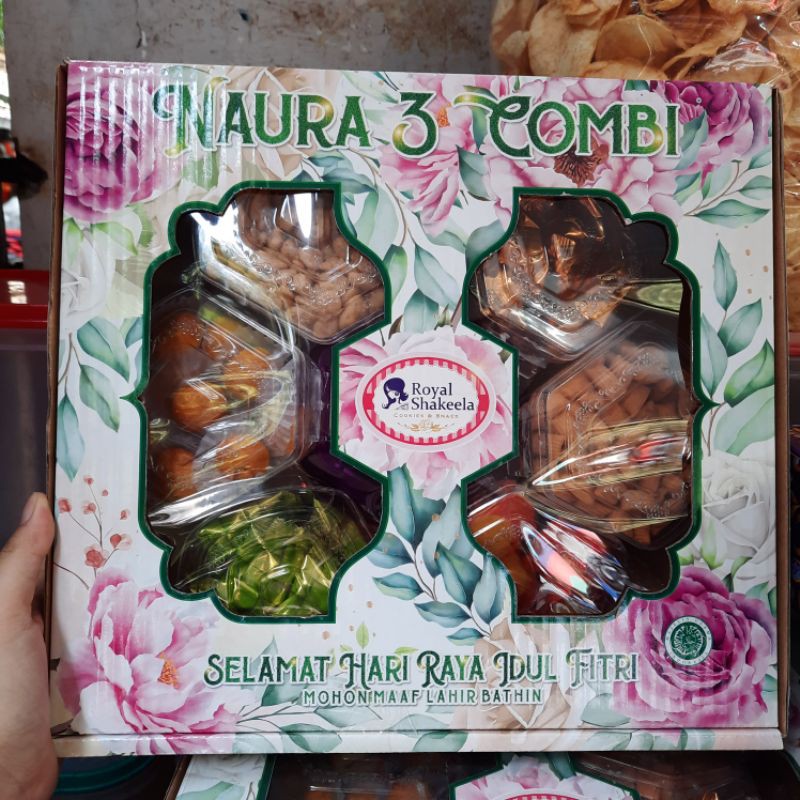 NAURA 3 COMBI
Royal
Shakeela
COOKIES & SNACK
SELAMAT HARI RAYA IDUL FITRI
MOHON MAAF LAHIR BATHIN